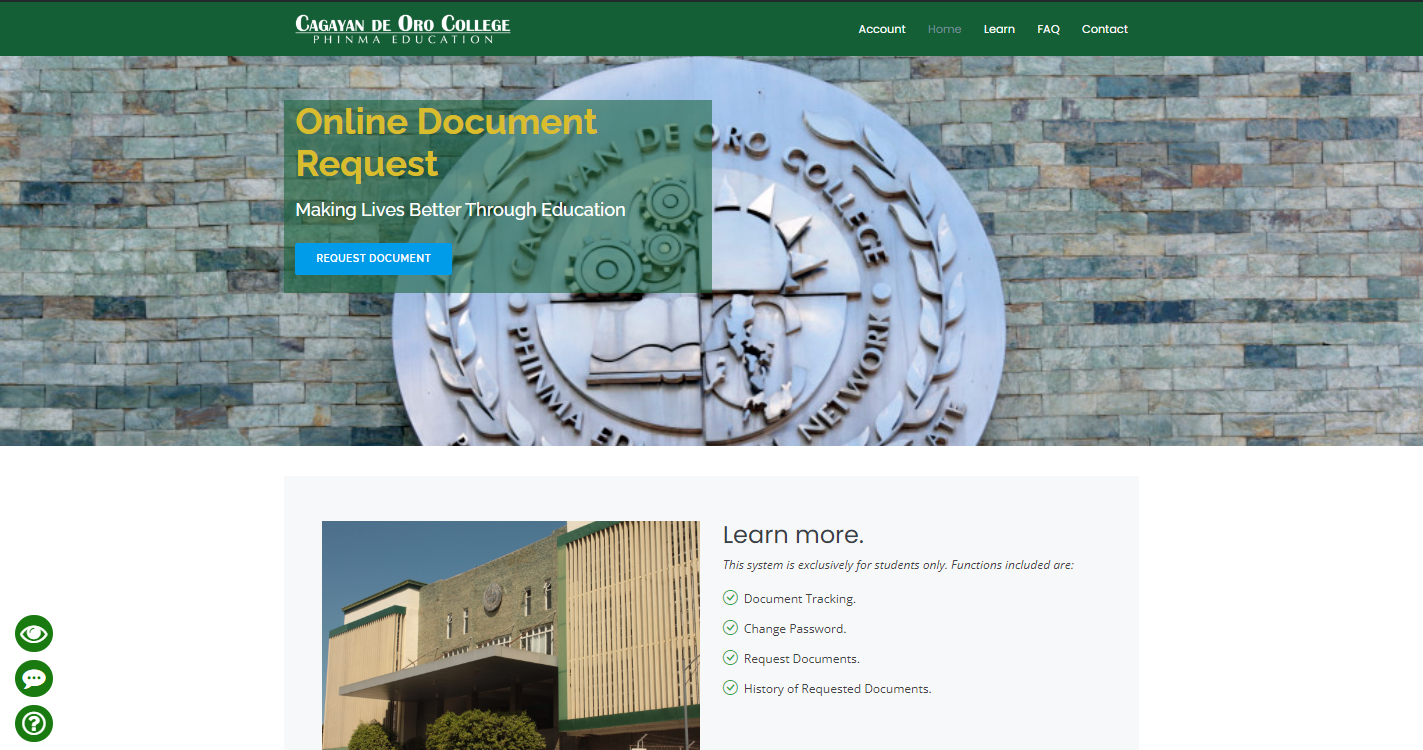 CAGAYAN DE ORO COLLEGE
PHINMA EDUCATION
Account Home Learn FAQ Contact
Online Document
Request
Making Lives Better Through Education
REQUEST DOCUMENT
CAGAYAN DE ORO COLLEGE
PHINMA
NETWORK
Learn more.
This system is exclusively for students only. Functions included are:
Document Tracking.
Change Password.
Request Documents.
History of Requested Documents.